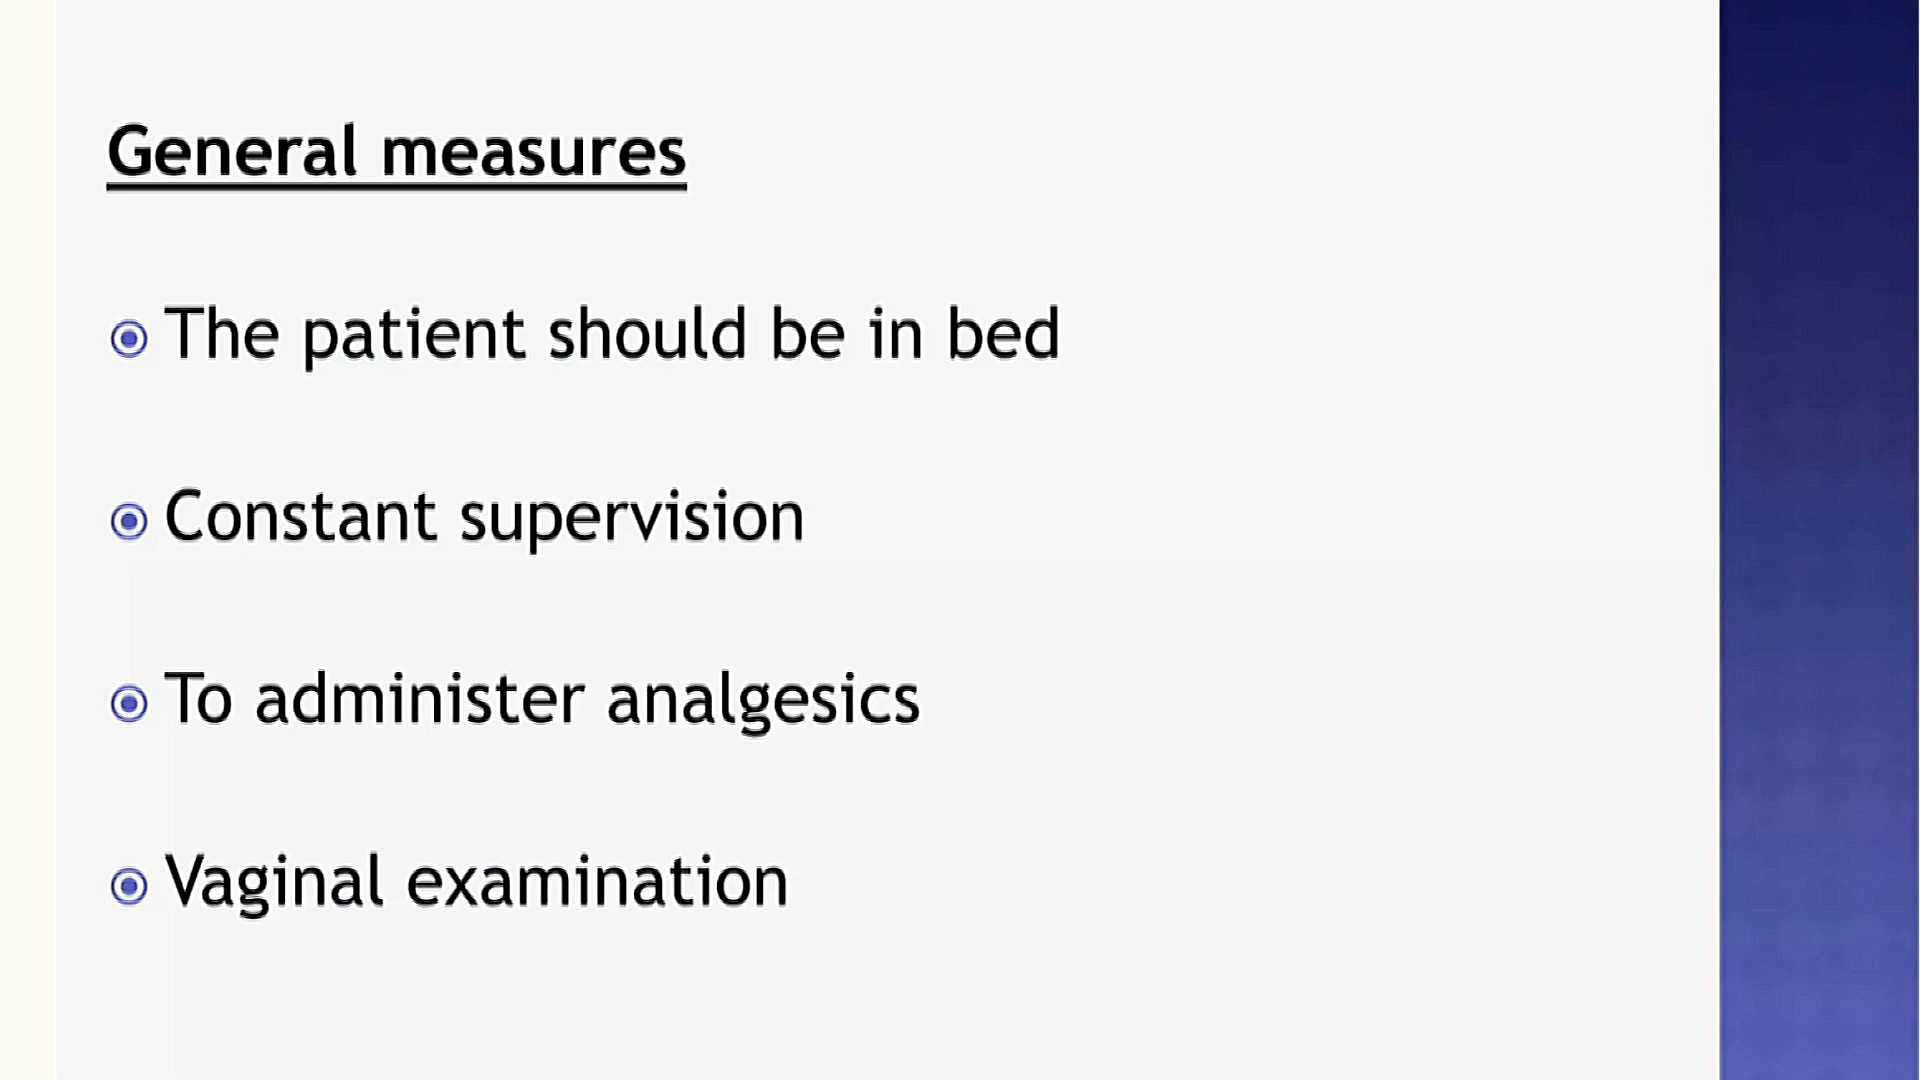 General measures
The patient should be in bed
Constant supervision
To administer analgesics
Vaginal examination